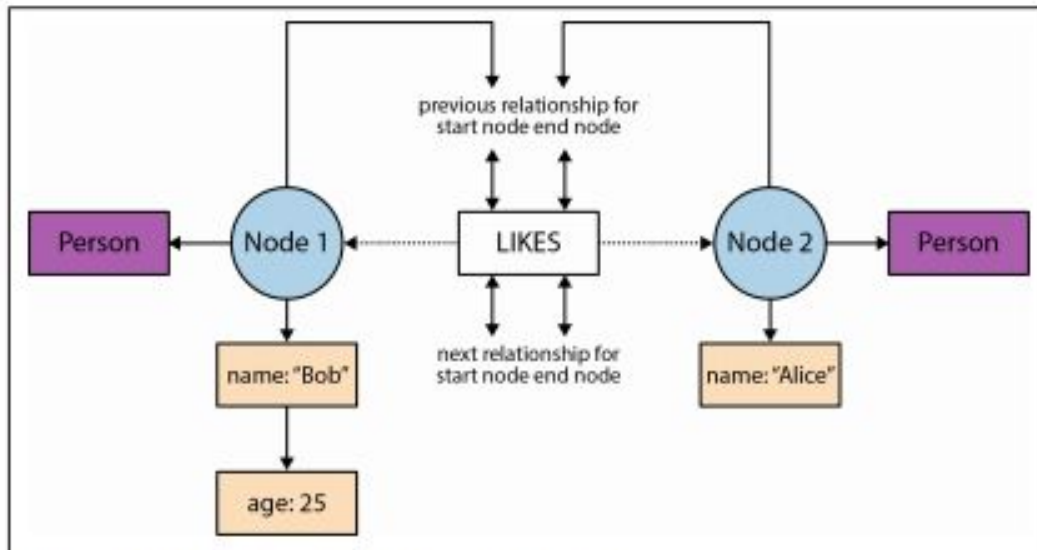 previous relationship for
start node end node
Person
Node 1
LIKES
Node 2
Person
name: "Bob"
next relationship for
start node end node
name: "Alice"
age: 25